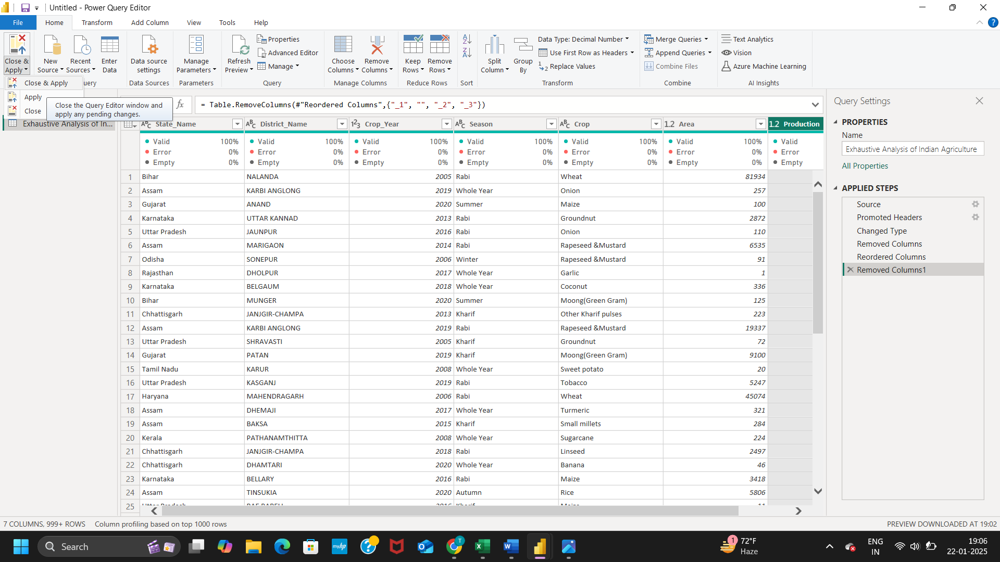 Untitled - Power Query Editor
File Home Transform Add Column View Tools Help
Close & Apply
New Source
Recent Sources
Enter Data
Data source settings
Manage Parameters
Refresh Preview
Properties
Advanced Editor
Manage
Choose Columns
Remove Columns
Keep Rows
Remove Rows
Split Column
Group By
Data Type: Decimal Number
Use First Row as Headers
Replace Values
Merge Queries
Append Queries
Combine Files
Text Analytics
Vision
Azure Machine Learning
uery Data Sources Parameters Query Manage Columns Reduce Rows Sort Transform Combine AI Insights
Close & Apply
Apply
Close
Close the Query Editor window and
apply any pending changes.
Exhaustive Analysis of In...
fx = Table.RemoveColumns(#"Reordered Columns",{"_1", "", "_2", "_3"})
State_Name District_Name Crop_Year Season Crop 1.2 Area 1.2 Production
Valid 100% Valid 100% Valid 100% Valid 100% Valid 100% Valid 100% Valid
Error 0% Error 0% Error 0% Error 0% Error 0% Error 0% Error
Empty 0% Empty 0% Empty 0% Empty 0% Empty 0% Empty 0% Empty
1 Bihar NALANDA 2005 Rabi Wheat 81934
2 Assam KARBI ANGLONG 2019 Whole Year Onion 257
3 Gujarat ANAND 2020 Summer Maize 100
4 Karnataka UTTAR KANNAD 2013 Rabi Groundnut 2872
5 Uttar Pradesh JAUNPUR 2016 Rabi Onion 110
6 Assam MARIGAON 2014 Rabi Rapeseed &Mustard 6535
7 Odisha SONEPUR 2006 Winter Rapeseed &Mustard 91
8 Rajasthan DHOLPUR 2017 Whole Year Garlic 1
9 Karnataka BELGAUM 2018 Whole Year Coconut 336
10 Bihar MUNGER 2020 Summer Moong(Green Gram) 125
11 Chhattisgarh JANJGIR-CHAMPA 2013 Kharif Other Kharif pulses 223
12 Assam KARBI ANGLONG 2019 Rabi Rapeseed &Mustard 19337
13 Uttar Pradesh SHRAVASTI 2005 Kharif Groundnut 72
14 Gujarat PATAN 2019 Kharif Moong(Green Gram) 9100
15 Tamil Nadu KARUR 2008 Whole Year Sweet potato 20
16 Uttar Pradesh KASGANJ 2019 Rabi Tobacco 5247
17 Haryana MAHENDRAGARH 2006 Rabi Wheat 45074
18 Assam DHEMAJI 2017 Whole Year Turmeric 321
19 Assam BAKSA 2015 Kharif Small millets 284
20 Kerala PATHANAMTHITTA 2008 Whole Year Sugarcane 224
21 Chhattisgarh JANJGIR-CHAMPA 2018 Rabi Linseed 2497
22 Chhattisgarh DHAMTARI 2020 Whole Year Banana 46
23 Karnataka BELLARY 2016 Rabi Maize 3418
24 Assam TINSUKIA 2020 Autumn Rice 5806
25
Query Settings
PROPERTIES
Name
Exhaustive Analysis of Indian Agriculture
All Properties
APPLIED STEPS
Source
Promoted Headers
Changed Type
Removed Columns
Reordered Columns
Removed Columns1
7 COLUMNS, 999+ ROWS Column profiling based on top 1000 rows PREVIEW DOWNLOADED AT 19:02
Search
1
72°F
Haze
ENG
IN
19:06
22-01-2025